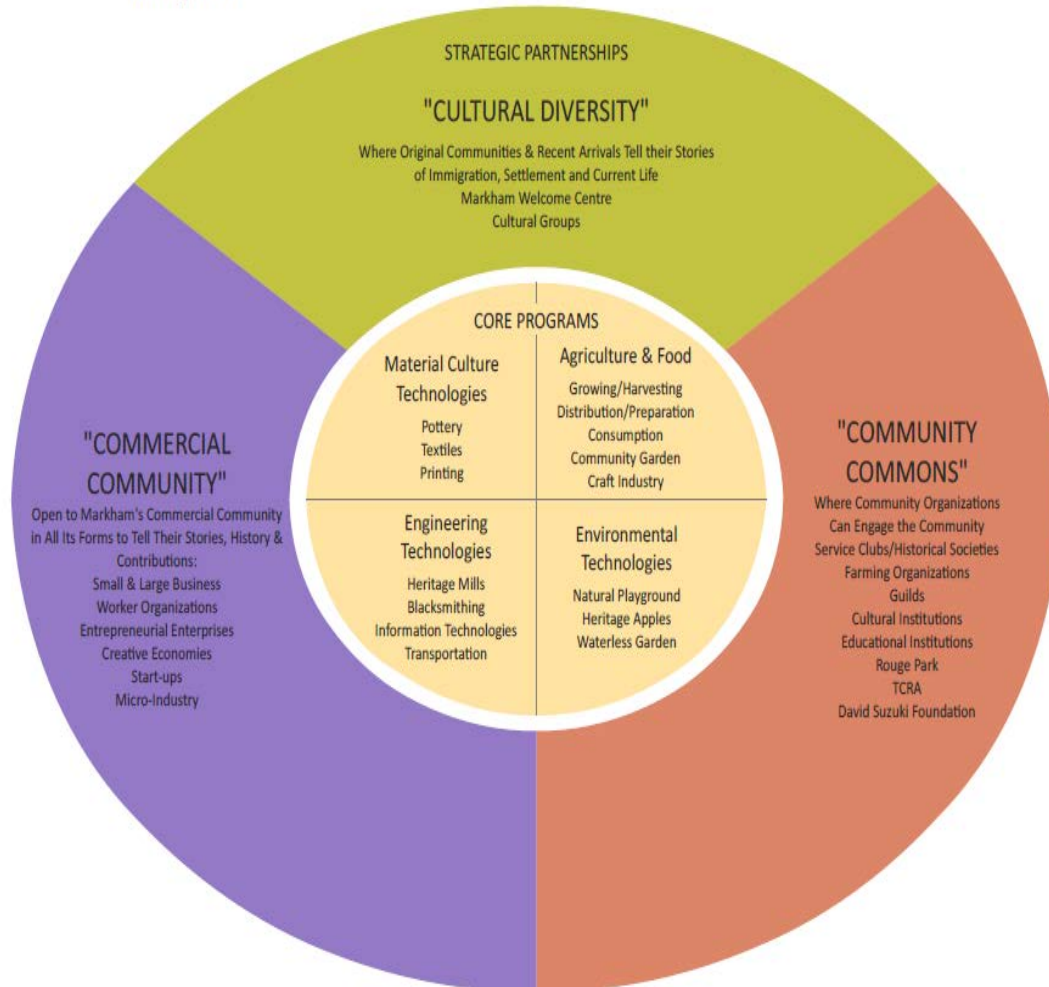 STRATEGIC PARTNERSHIPS
"CULTURAL DIVERSITY"
Where Original Communities & Recent Arrivals Tell their Stories
of Immigration, Settlement and Current Life
Markham Welcome Centre
Cultural Groups
CORE PROGRAMS
Material Culture
Technologies
Pottery
Textiles
Printing
Agriculture & Food
Growing/Harvesting
Distribution/Preparation
Consumption
Community Garden
Craft Industry
Engineering
Technologies
Heritage Mills
Blacksmithing
Information Technologies
Transportation
Environmental
Technologies
Natural Playground
Heritage Apples
Waterless Garden
"COMMERCIAL
COMMUNITY"
Open to Markham's Commercial Community
in All Its Forms to Tell Their Stories, History &
Contributions:
Small & Large Business
Worker Organizations
Entrepreneurial Enterprises
Creative Economies
Start-ups
Micro-Industry
"COMMUNITY
COMMONS"
Where Community Organizations
Can Engage the Community
Service Clubs/Historical Societies
Farming Organizations
Guilds
Cultural Institutions
Educational Institutions
Rouge Park
TCRA
David Suzuki Foundation